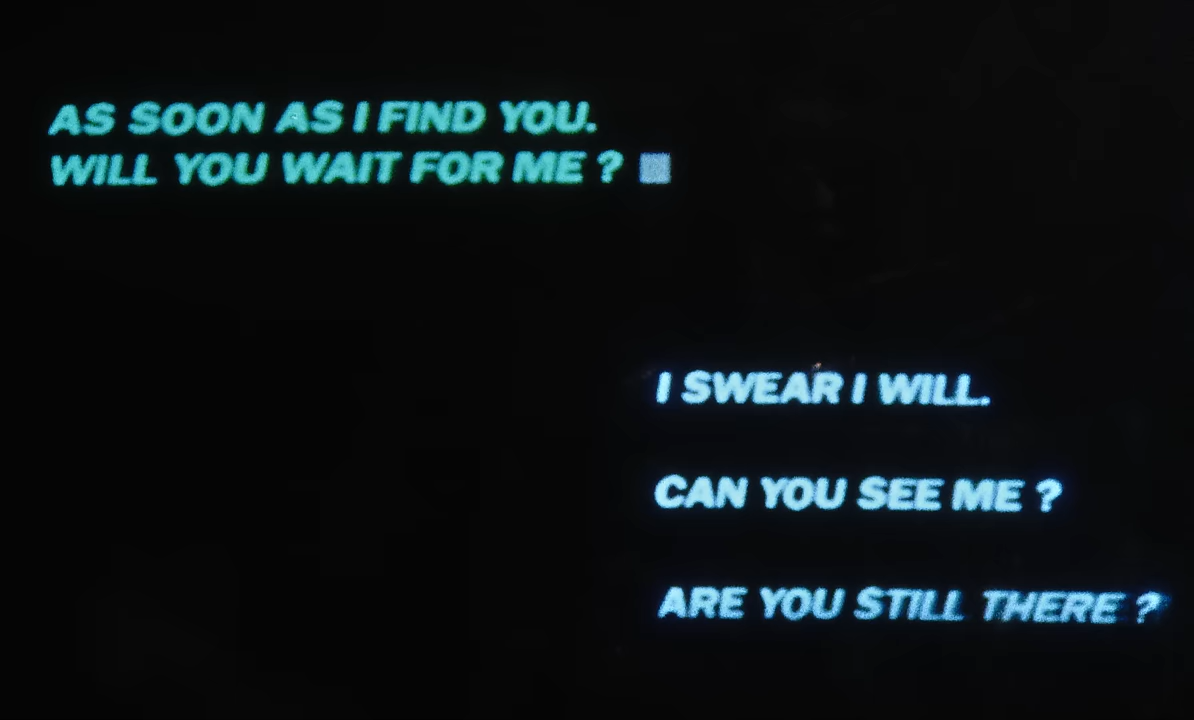 AS SOON AS I FIND YOU.
WILL YOU WAIT FOR ME ?
I SWEAR I WILL.
CAN YOU SEE ME ?
ARE YOU STILL THERE ?